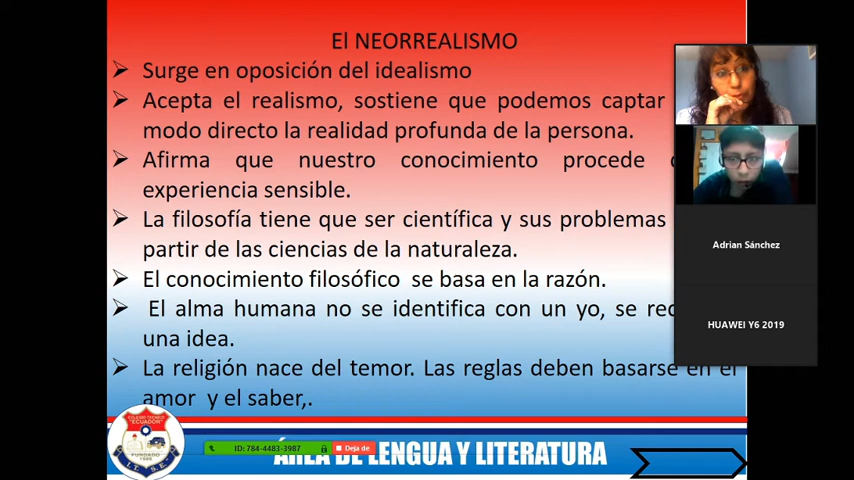 El NEORREALISMO
Surge en oposición del idealismo
Acepta el realismo, sostiene que podemos captar
modo directo la realidad profunda de la persona.
Afirma que nuestro conocimiento procede
experiencia sensible.
La filosofía tiene que ser científica y sus problemas
partir de las ciencias de la naturaleza.
El conocimiento filosófico se basa en la razón.
El alma humana no se identifica con un yo, se
una idea.
La religión nace del temor. Las reglas deben basarse en el
amor y el saber,.
Adrian Sánchez
HUAWEI Y6 2019
COLEGIO TECNICO
"ECUADOR"
FUNDADO
I.T.S.E.
ID: 784-4483-3987
Deja de
ÁREA DE LENGUA Y LITERATURA